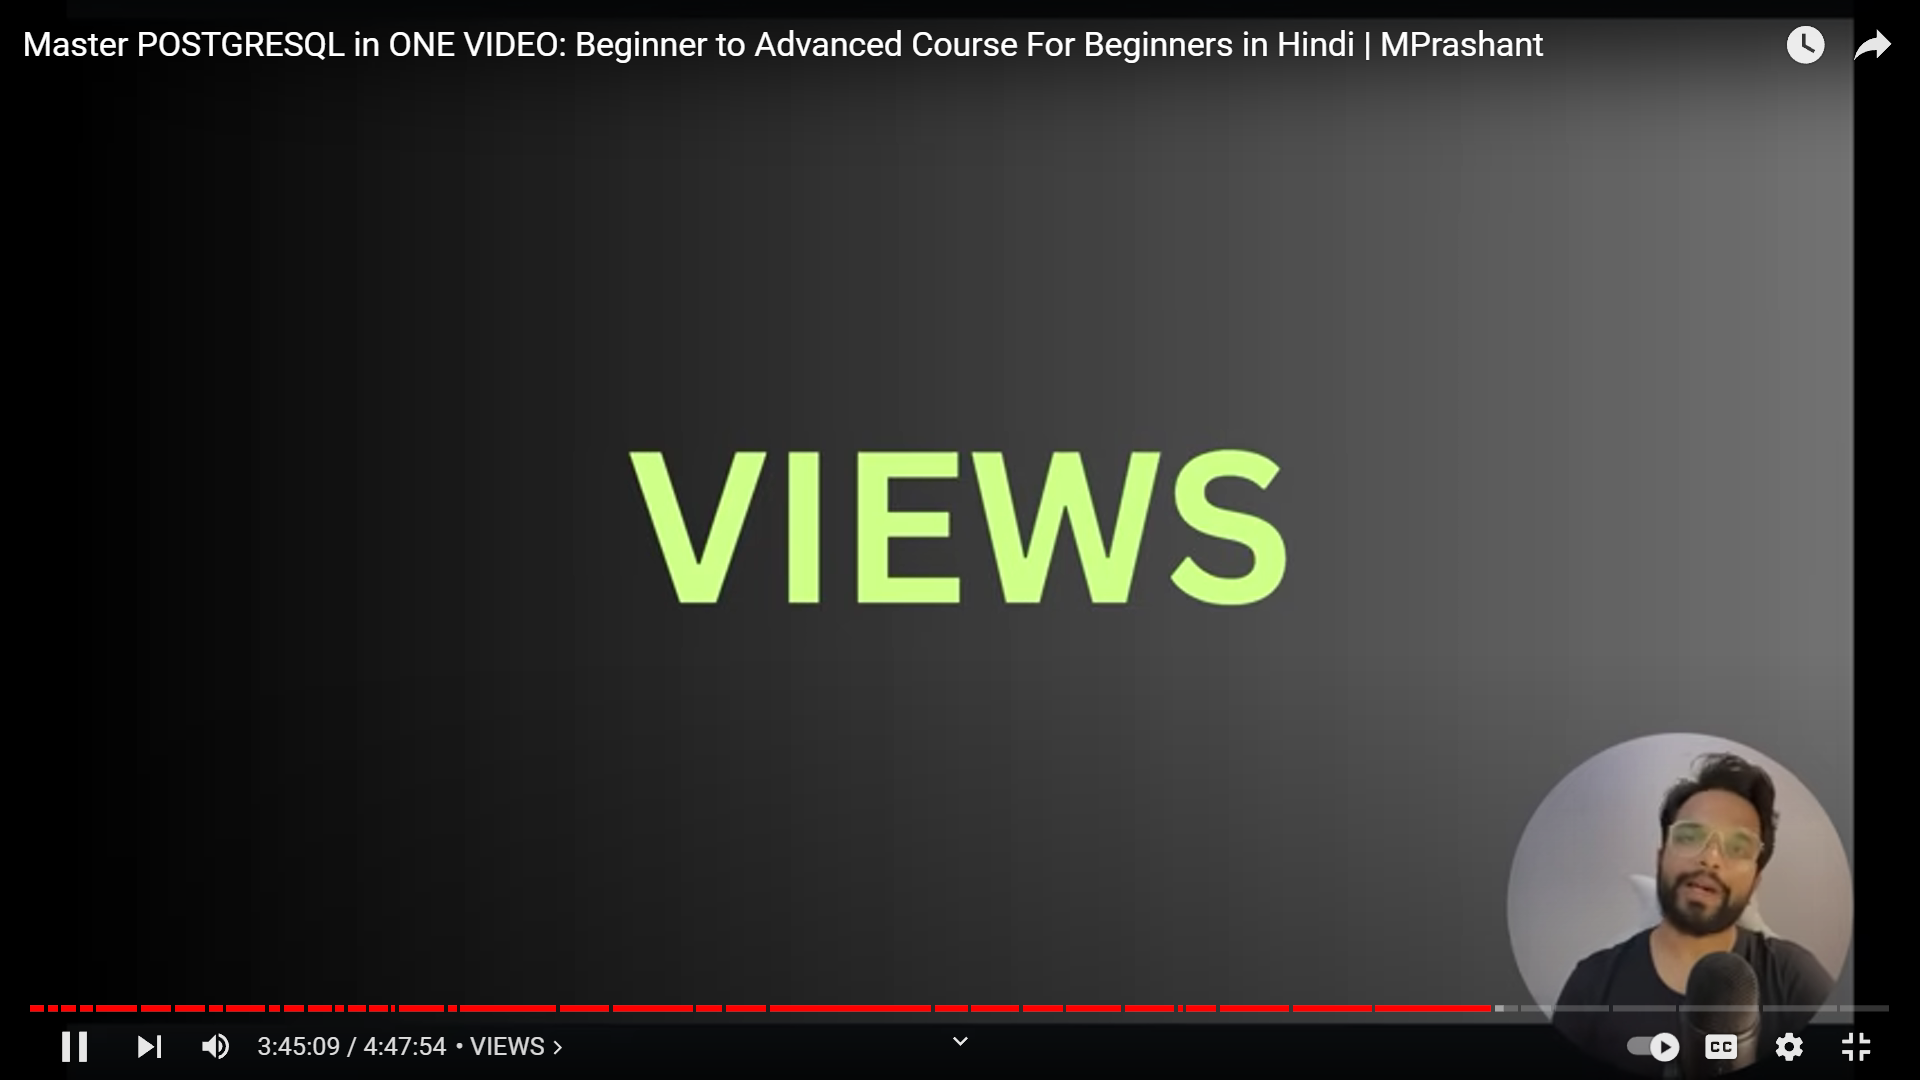 Master POSTGRESQL in ONE VIDEO: Beginner to Advanced Course For Beginners in Hindi | MPrashant
VIEWS
3:45:09 / 4:47:54 • VIEWS
CC